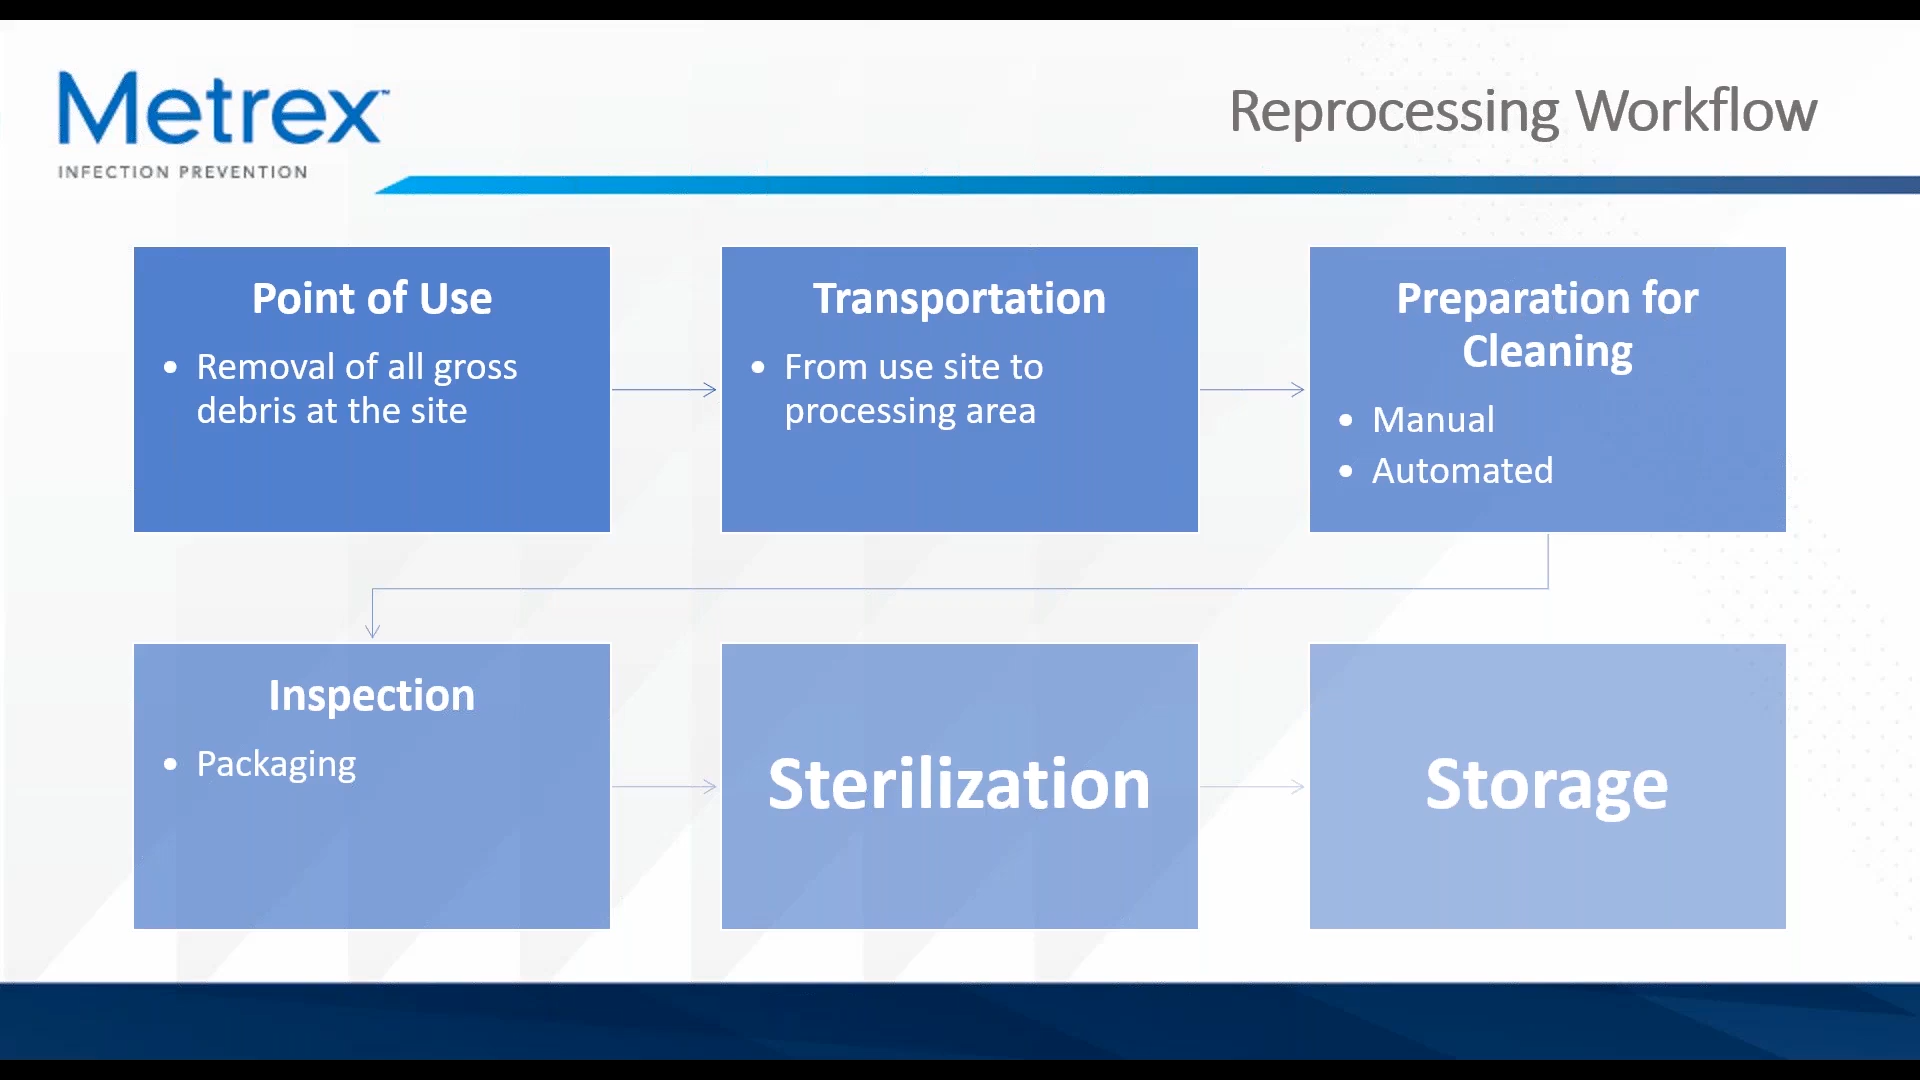 Metrex™
INFECTION PREVENTION
Reprocessing Workflow
Point of Use
• Removal of all gross
debris at the site
Transportation
• From use site to
processing area
Preparation for
Cleaning
• Manual
• Automated
Inspection
• Packaging
Sterilization
Storage